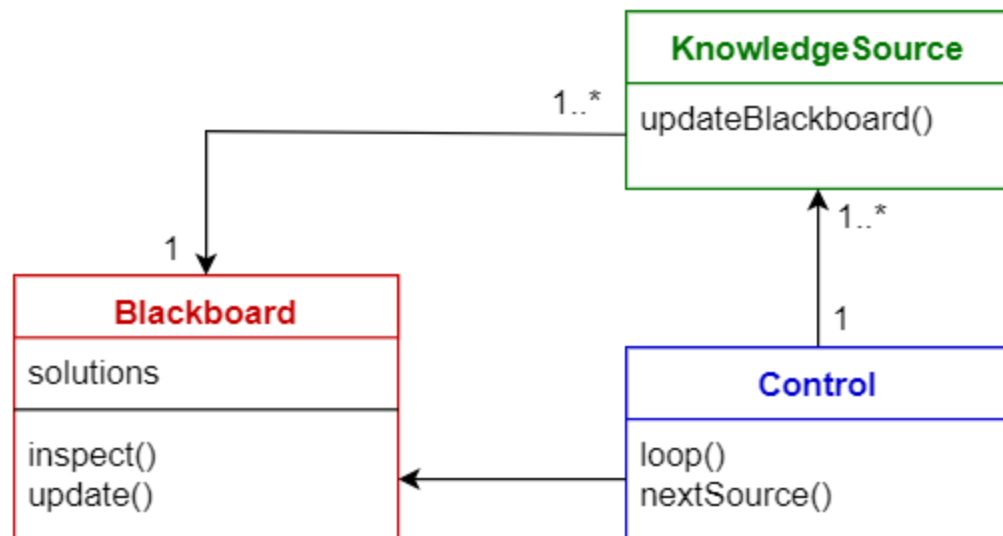 KnowledgeSource
1..*
updateBlackboard()
1..*
1
Blackboard
1
solutions
Control
inspect()
update()
loop()
nextSource()